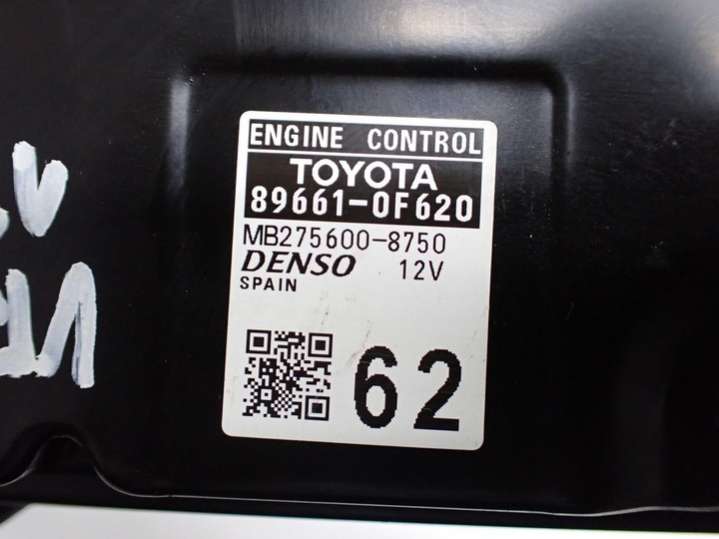 ENGINE CONTROL
TOYOTA
89661-0F620
MB275600-8750
DENSO 12V
SPAIN
62